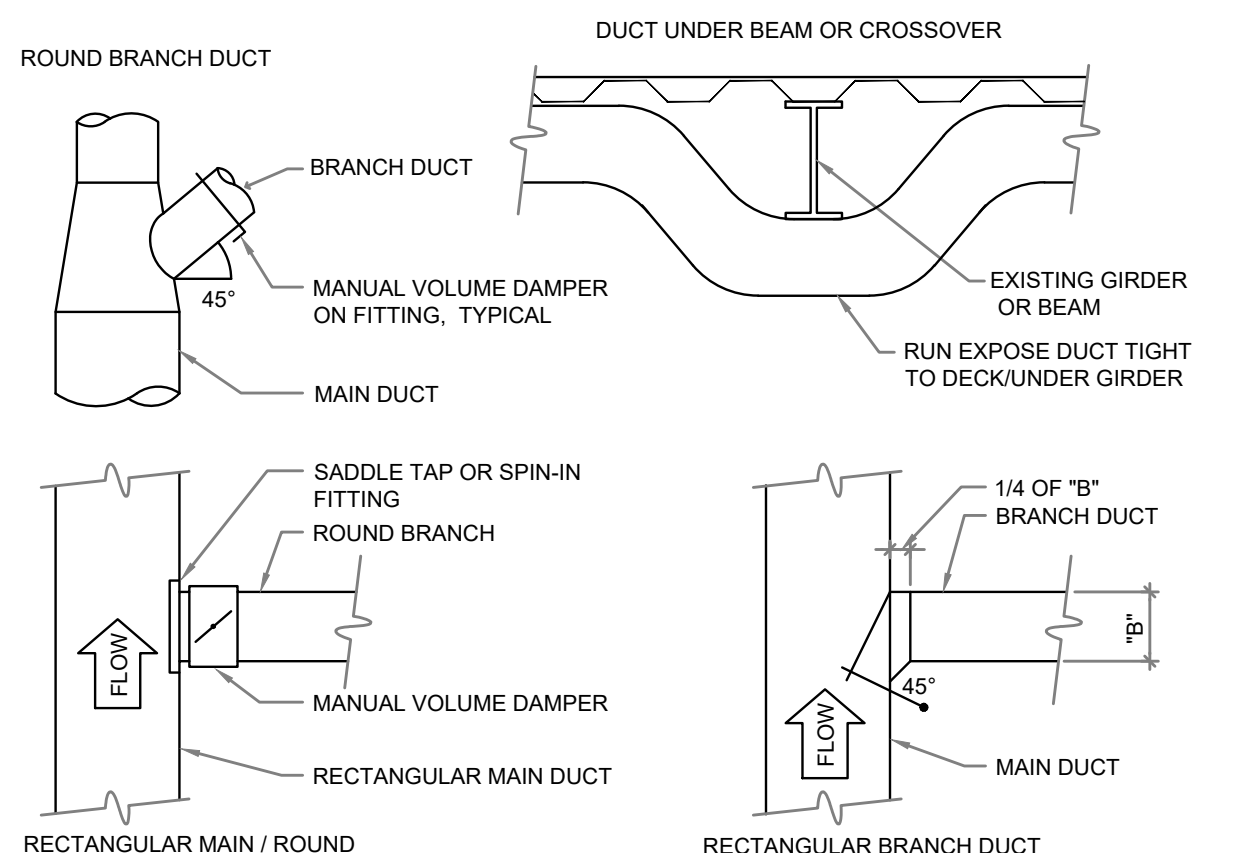 ROUND BRANCH DUCT
BRANCH DUCT
MANUAL VOLUME DAMPER
ON FITTING, TYPICAL
45°
MAIN DUCT
DUCT UNDER BEAM OR CROSSOVER
EXISTING GIRDER
OR BEAM
RUN EXPOSE DUCT TIGHT
TO DECK/UNDER GIRDER
SADDLE TAP OR SPIN-IN
FITTING
ROUND BRANCH
FLOW
MANUAL VOLUME DAMPER
RECTANGULAR MAIN DUCT
RECTANGULAR MAIN / ROUND
1/4 OF "B"
BRANCH DUCT
"B"
45°
FLOW
MAIN DUCT
RECTANGULAR BRANCH DUCT